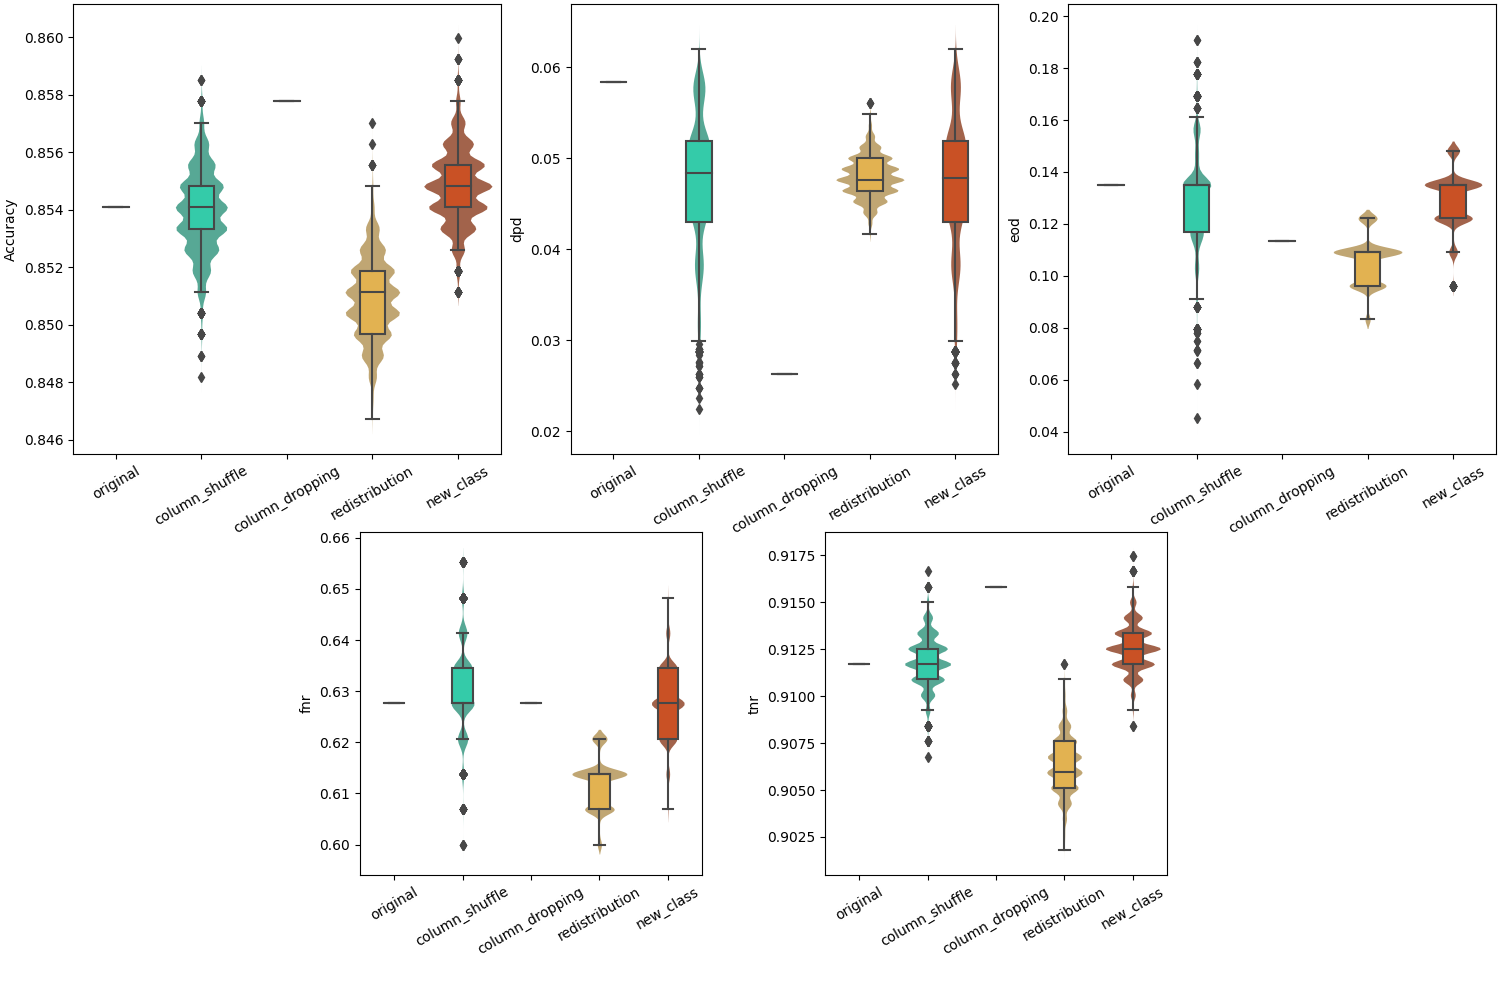 Accuracy
0.860
0.858
0.856
0.854
0.852
0.850
0.848
0.846
original
column_shuffle
column_dropping
redistribution
new_class
dpd
0.06
0.05
0.04
0.03
0.02
original
column_shuffle
column_dropping
redistribution
new_class
eod
0.20
0.18
0.16
0.14
0.12
0.10
0.08
0.06
0.04
original
column_shuffle
column_dropping
redistribution
new_class
fnr
0.66
0.65
0.64
0.63
0.62
0.61
0.60
original
column_shuffle
column_dropping
redistribution
new_class
tnr
0.9175
0.9150
0.9125
0.9100
0.9075
0.9050
0.9025
original
column_shuffle
column_dropping
redistribution
new_class